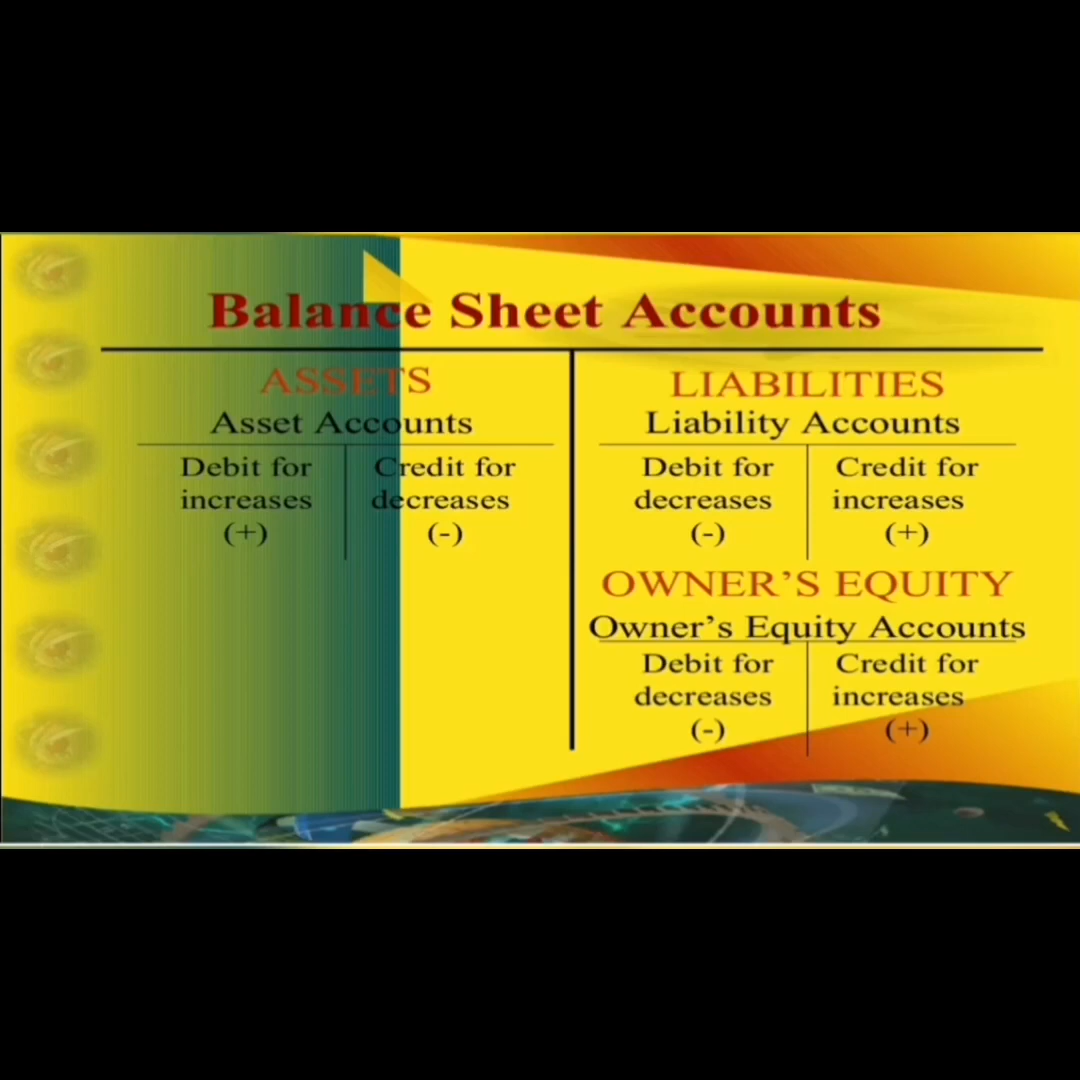 Balance Sheet Accounts
ASSETS
Asset Accounts
Debit for
increases
(+)
Credit for
decreases
(-)
LIABILITIES
Liability Accounts
Debit for
decreases
(-)
Credit for
increases
(+)
OWNER’S EQUITY
Owner’s Equity Accounts
Debit for
decreases
(-)
Credit for
increases
(+)